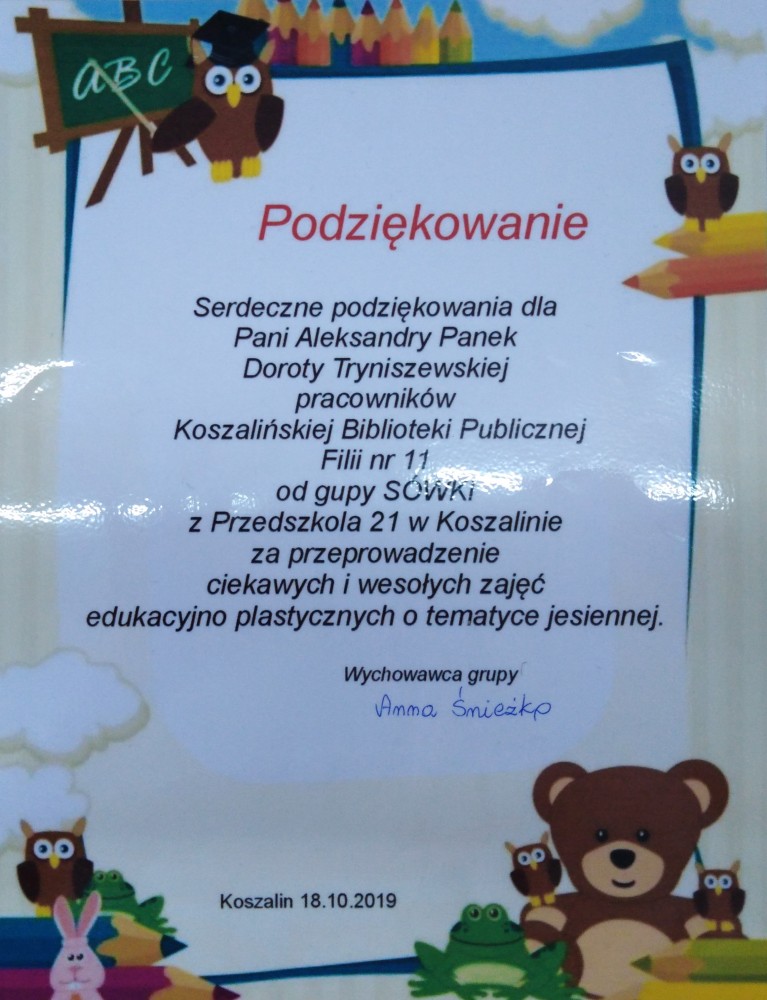 ABC
Podziękowanie
Serdeczne podziękowania dla
Pani Aleksandry Panek
Doroty Tryniszewskiej
pracowników
Koszalińskiej Biblioteki Publicznej
Filii nr 11
od gupy SÓWKI
z Przedszkola 21 w Koszalinie
za przeprowadzenie
ciekawych i wesołych zajęć
edukacyjno plastycznych o tematyce jesiennej.
Wychowawca grupy
Anna Śnieżko
Koszalin 18.10.2019